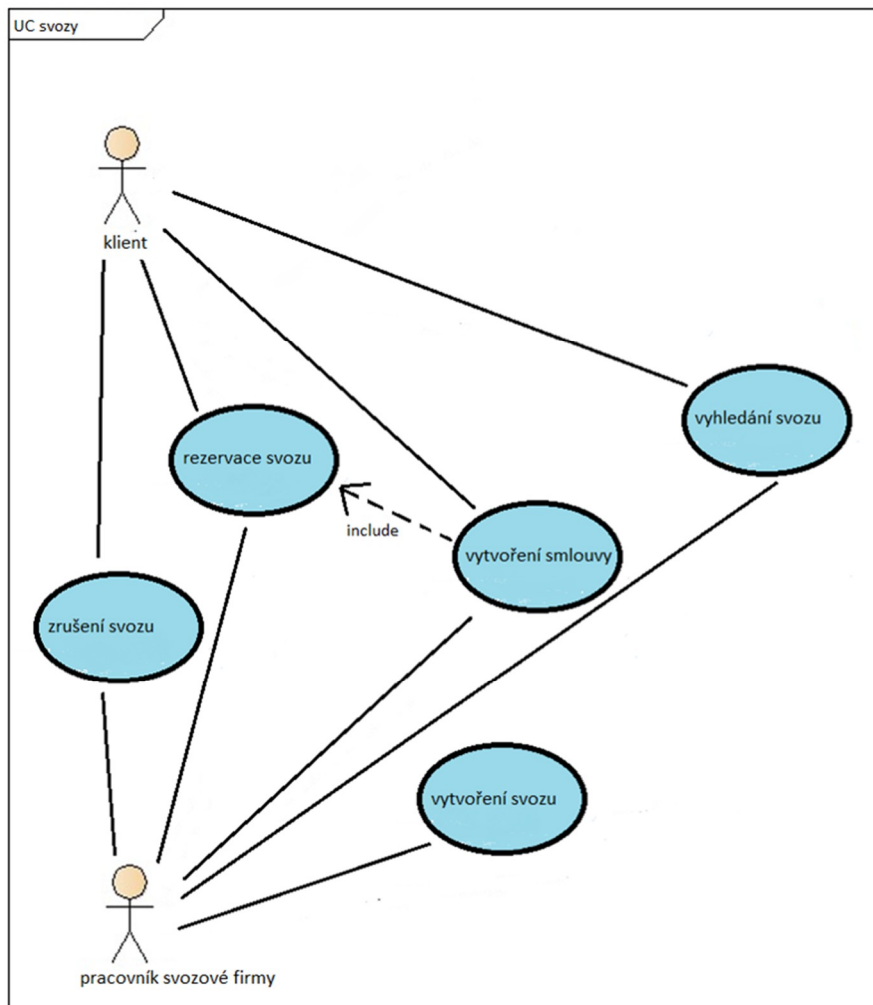 UC svozy
klient
vyhledání svozu
rezervace svozu
include
vytvoření smlouvy
zrušení svozu
vytvoření svozu
pracovník svozové firmy